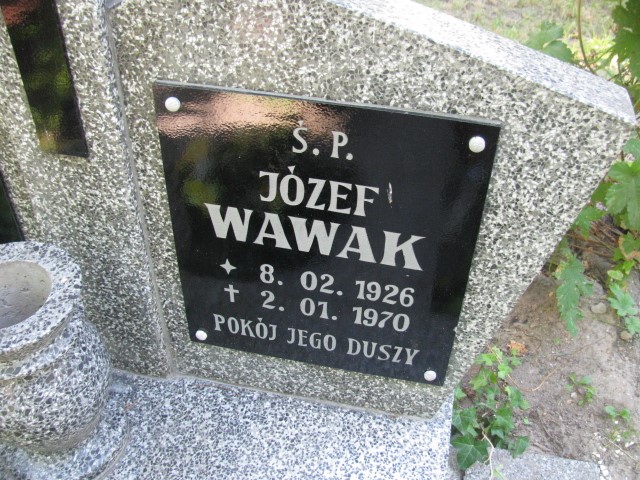 Ś. P.
JÓZEF
WAWAK
8. 02. 1926
2. 01. 1970
POKÓJ JEGO DUSZY